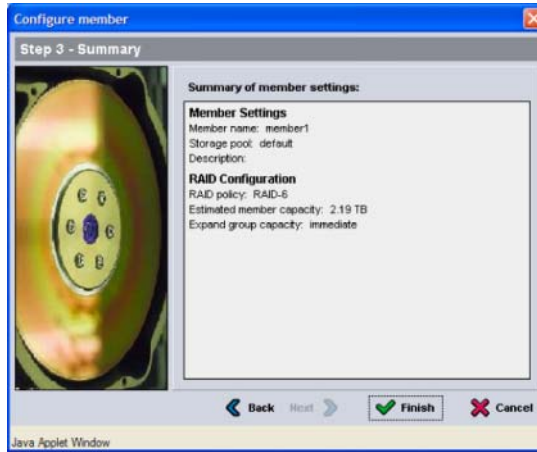 Configure member
Step 3 - Summary
Summary of member settings:
Member Settings
Member name: member1
Storage pool: default
Description:
RAID Configuration
RAID policy: RAID-6
Estimated member capacity: 2.19 TB
Expand group capacity: immediate
Back Next Finish Cancel
Java Applet Window